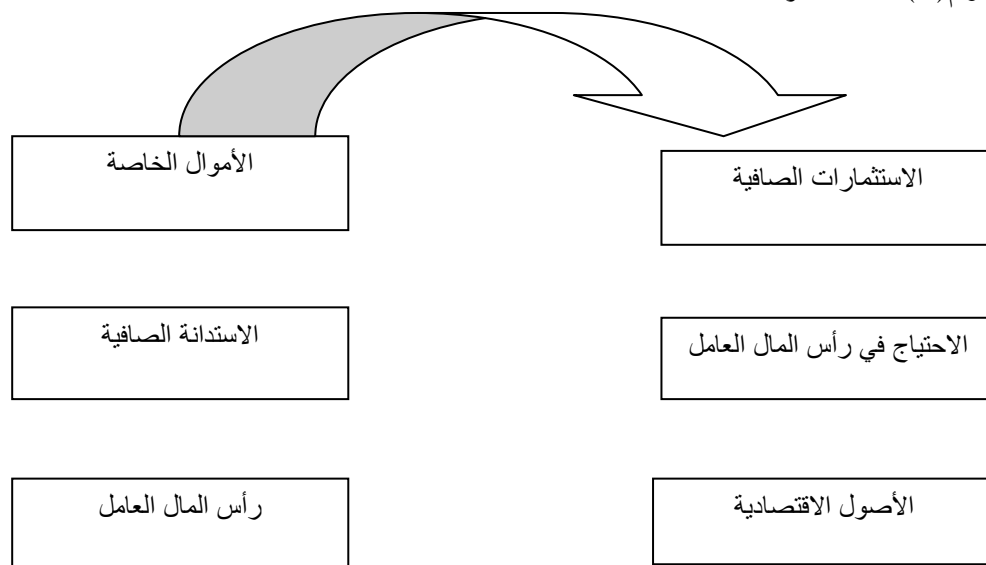 الأموال الخاصة
الاستثمارات الصافية
الاستدانة الصافية
الاحتياج في رأس المال العامل
رأس المال العامل
الأصول الاقتصادية